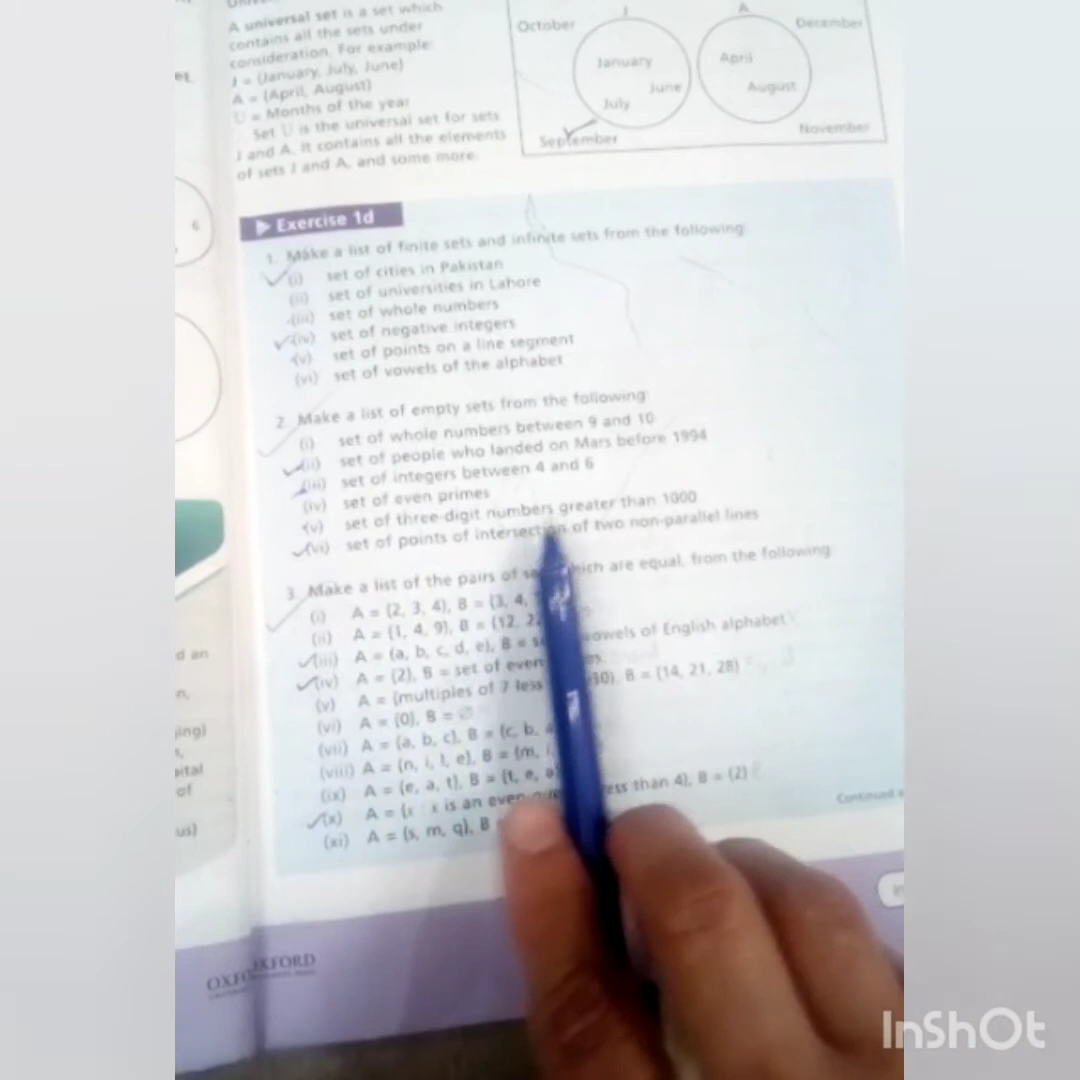 A universal set is a set which
contains all the sets under
consideration. For example:
J = {January, July, June}
A = {April, August}
U = Months of the year
Set U is the universal set for sets
J and A. It contains all the elements
of sets J and A, and some more.
October
J
A
December
January
June
July
April
August
September
November
Exercise 1d
1. Make a list of finite sets and infinite sets from the following:
(i) set of cities in Pakistan
(ii) set of universities in Lahore
(iii) set of whole numbers
(iv) set of negative integers
(v) set of points on a line segment
(vi) set of vowels of the alphabet
2. Make a list of empty sets from the following:
(i) set of whole numbers between 9 and 10
(ii) set of people who landed on Mars before 1994
(iii) set of integers between 4 and 6
(iv) set of even primes
(v) set of three-digit numbers greater than 1000
(vi) set of points of intersection of two non-parallel lines
3. Make a list of the pairs of which are equal, from the following:
(i) A = {2, 3, 4}, B = {3, 4,
(ii) A = {1, 4, 9}, B = {12, 22
(iii) A = {a, b, c, d, e}, B = vowels of English alphabet
(iv) A = {2}, B = set of even
(v) A = {multiples of 7 less 30}, B = {14, 21, 28}
(vi) A = {0}, B = ∅
(vii) A = {a, b, c}, B = {c, b, a
(viii) A = {n, i, l, e}, B = {m, i,
(ix) A = {e, a, t}, B = {t, e, a
(x) A = {x : x is an even less than 4}, B = {2}
(xi) A = {s, m, q}, B
Continued
OXFORD
d an
n,
of
us)
InShOt